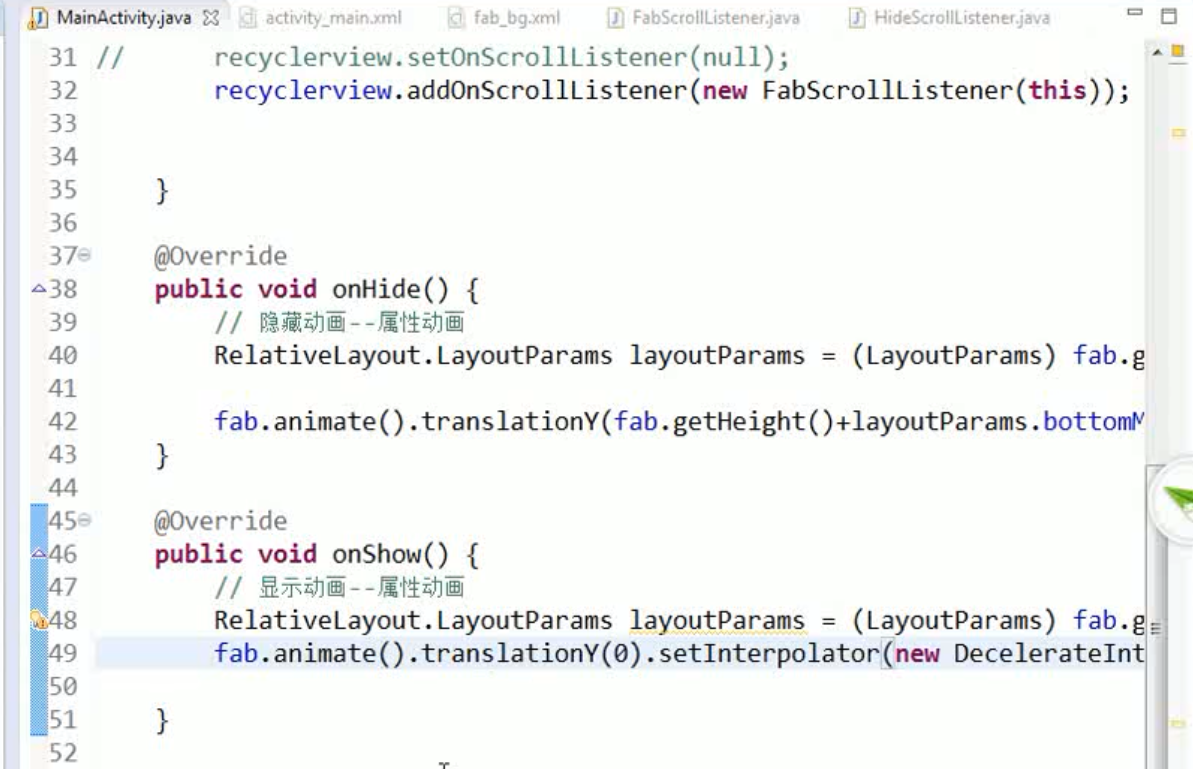 MainActivity.java activity_main.xml fab_bg.xml FabScrollListener.java HideScrollListener.java
31 // recyclerview.setOnScrollListener(null);
32 recyclerview.addOnScrollListener(new FabScrollListener(this));
33
34
35 }
36
37 @Override
38 public void onHide() {
39 // 隐藏动画--属性动画
40 RelativeLayout.LayoutParams layoutParams = (LayoutParams) fab.g
41
42 fab.animate().translationY(fab.getHeight()+layoutParams.bottomM
43 }
44
45 @Override
46 public void onShow() {
47 // 显示动画--属性动画
48 RelativeLayout.LayoutParams layoutParams = (LayoutParams) fab.g
49 fab.animate().translationY(0).setInterpolator(new DecelerateInt
50
51 }
52